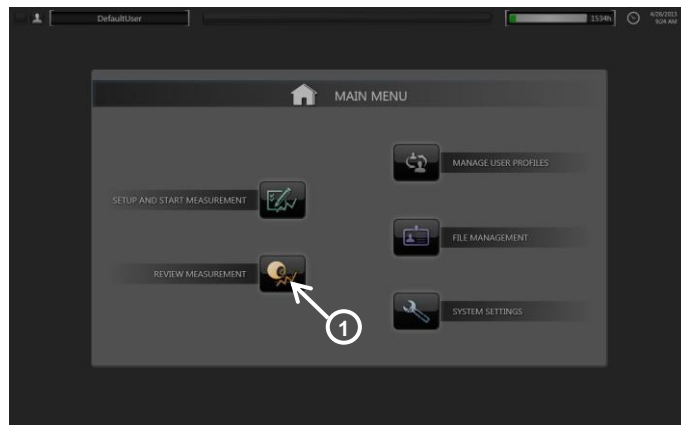 DefaultUser
1534h
4/26/2013
9:04 AM
MAIN MENU
MANAGE USER PROFILES
SETUP AND START MEASUREMENT
FILE MANAGEMENT
REVIEW MEASUREMENT
SYSTEM SETTINGS
1